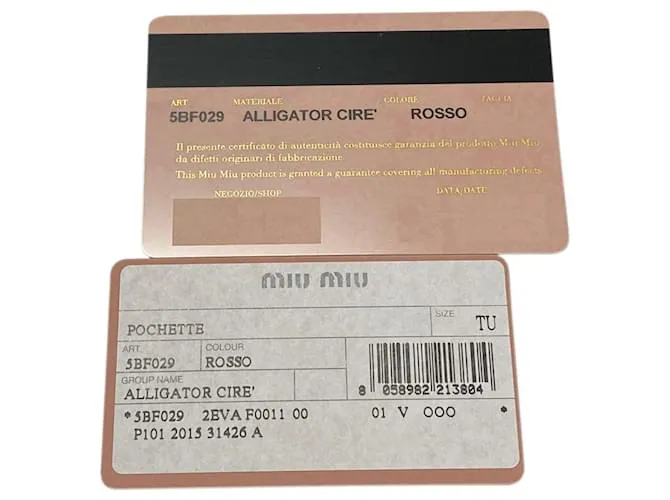 ART. MATERIALE COLORE TAGLIA
5BF029 ALLIGATOR CIRE' ROSSO
Il presente certificato di autenticità costituisce garanzia del prodotto Miu Miu
da difetti originari di fabbricazione
This Miu Miu product is granted a guarantee covering all manufacturing defects
NEGOZIO/SHOP DATA/DATE
miu miu
SIZE TU
POCHETTE
ART. COLOUR
5BF029 ROSSO
GROUP NAME
ALLIGATOR CIRE'
8 058982 213804
*5BF029 2EVA F0011 00 01 V OOO *
P101 2015 31426 A